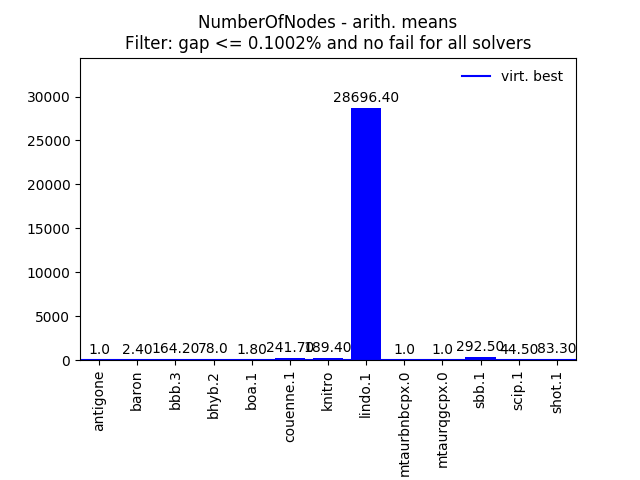 NumberOfNodes - arith. means
Filter: gap <= 0.1002% and no fail for all solvers
virt. best
30000
25000
20000
15000
10000
5000
0
1.0
2.40
164.20
78.0
1.80
241.70
189.40
28696.40
1.0
1.0
292.50
44.50
83.30
antigone
baron
bbb.3
bhyb.2
boa.1
couenne.1
knitro
lindo.1
mtaurbnbcpx.0
mtaurqgcpx.0
sbb.1
scip.1
shot.1